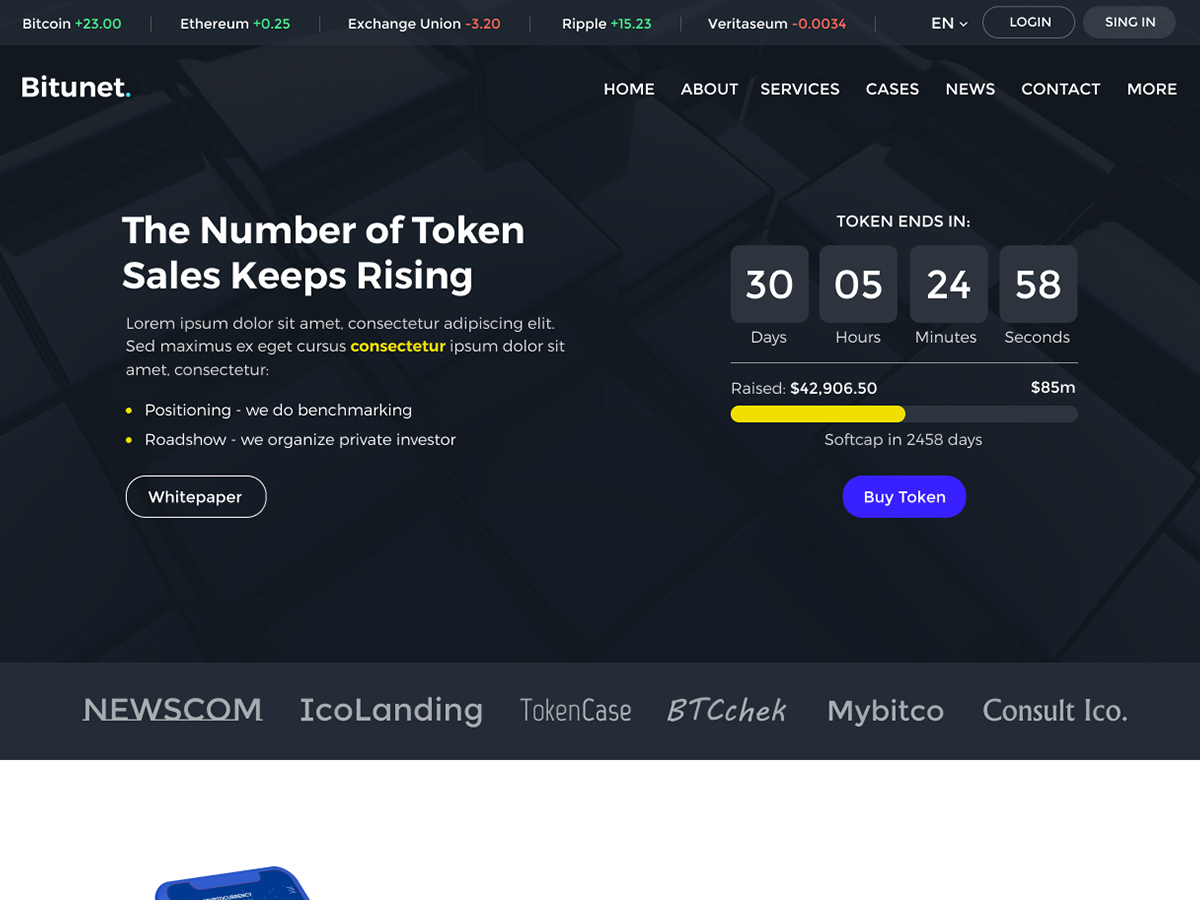 Bitcoin +23.00 Ethereum +0.25 Exchange Union -3.20 Ripple +15.23 Veritaseum -0.0034 EN LOGIN SING IN
Bitunet. HOME ABOUT SERVICES CASES NEWS CONTACT MORE
The Number of Token
Sales Keeps Rising
Lorem ipsum dolor sit amet, consectetur adipiscing elit.
Sed maximus ex eget cursus consectetur ipsum dolor sit
amet, consectetur:
• Positioning - we do benchmarking
• Roadshow - we organize private investor
Whitepaper
TOKEN ENDS IN:
30 05 24 58
Days Hours Minutes Seconds
Raised: $42,906.50 $85m
Softcap in 2458 days
Buy Token
NEWSCOM IcoLanding TokenCase BTCchek Mybitco Consult Ico.